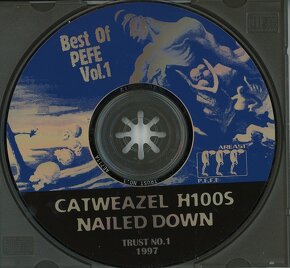 Best Of
PEFE
Vol.1
AREA51
P.E.F.E
CATWEAZEL H100S
NAILED DOWN
TRUST NO.1
1997